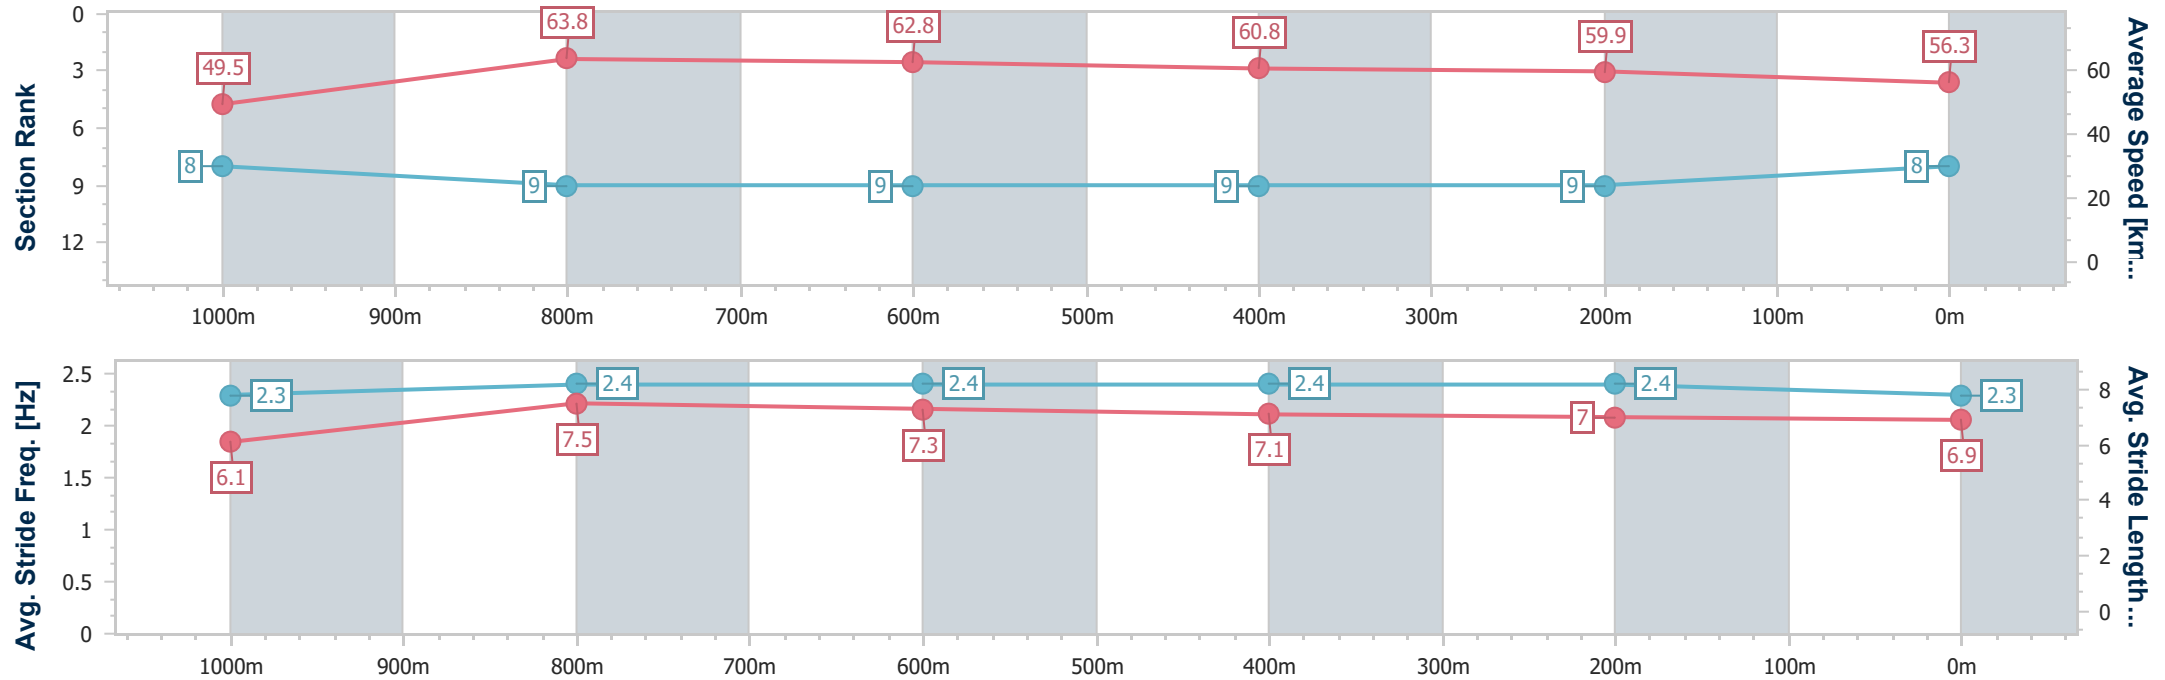 Section Rank
0
3
6
9
12
49.5
63.8
62.8
60.8
59.9
56.3
8
9
9
9
9
8
60
40
20
0
Average Speed [km...
1000m
900m
800m
700m
600m
500m
400m
300m
200m
100m
0m
Avg. Stride Freq. [Hz]
2.5
2
1.5
1
0.5
0
2.3
2.4
2.4
2.4
2.4
2.3
6.1
7.5
7.3
7.1
7
6.9
8
6
4
2
0
Avg. Stride Length...
1000m
900m
800m
700m
600m
500m
400m
300m
200m
100m
0m